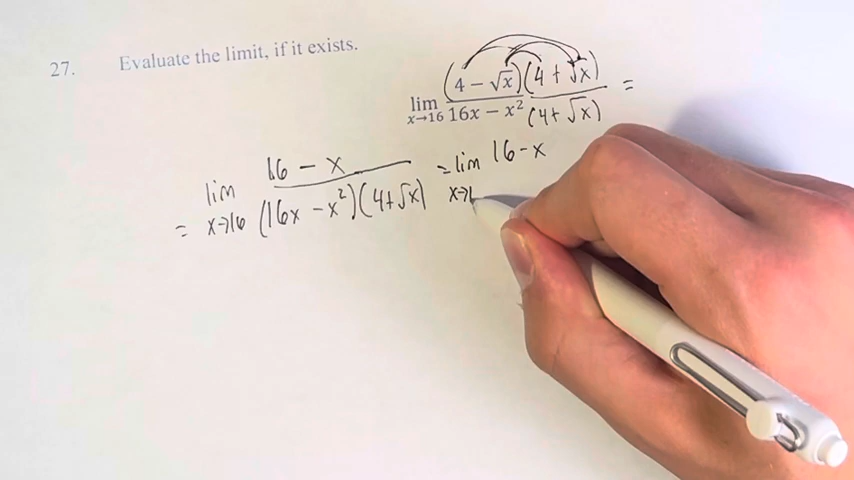 27. Evaluate the limit, if it exists.
lim x→16 (4 − √x)(4 + √x) / 16x − x² (4 + √x) =
= lim x→16 16 − x / (16x − x²)(4 + √x) = lim x→1 16 − x